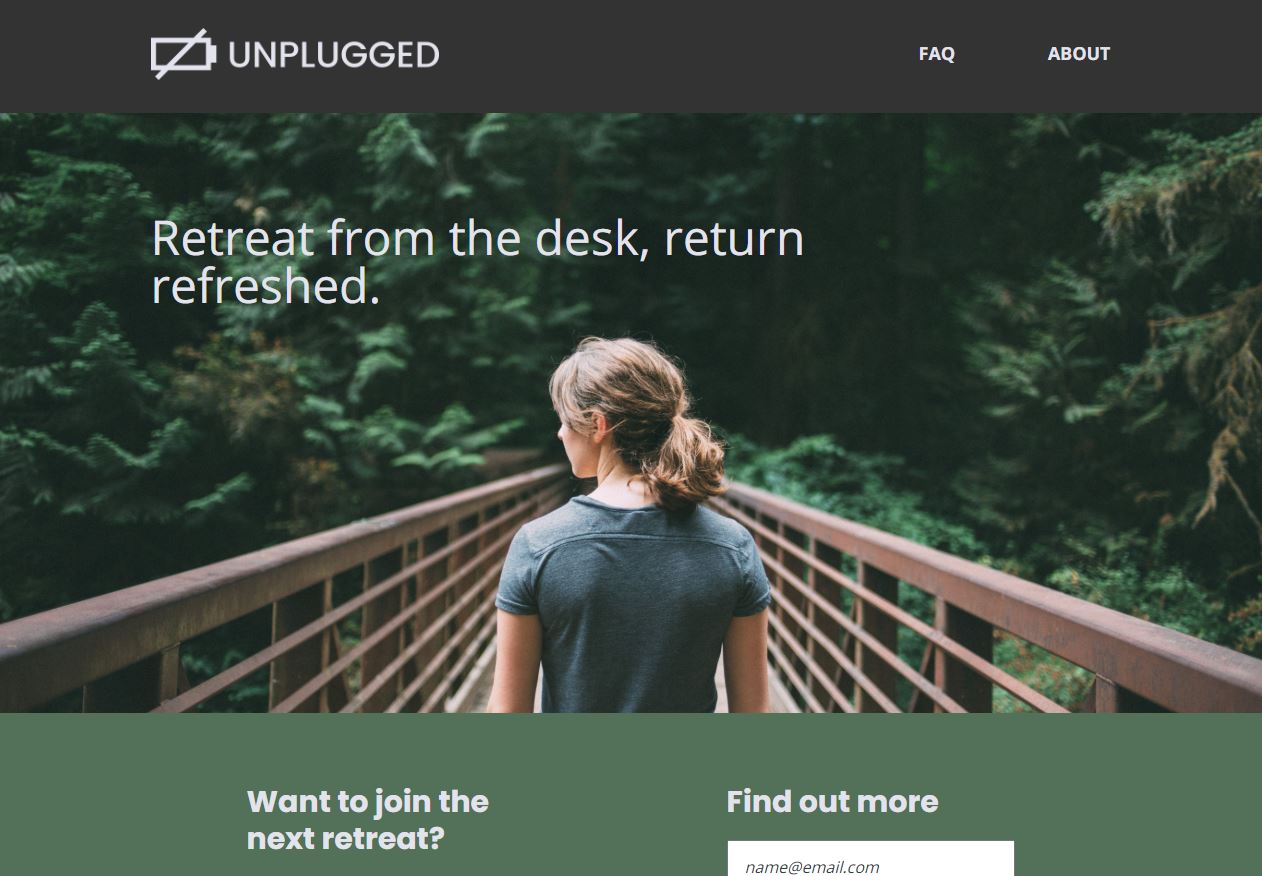 UNPLUGGED
FAQ
ABOUT
Retreat from the desk, return
refreshed.
Want to join the
next retreat?
Find out more
name@email.com